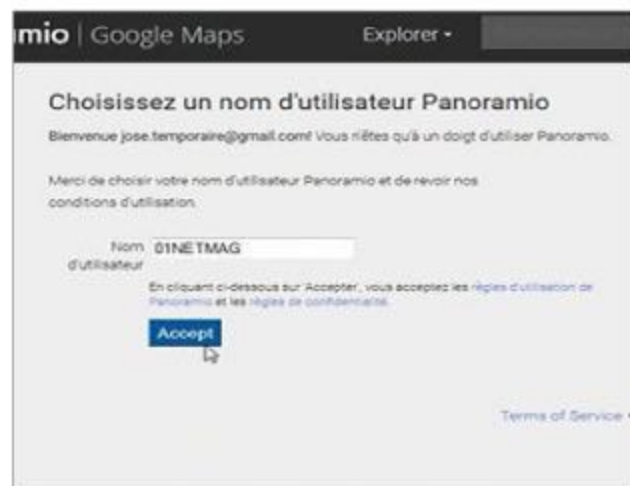 mio | Google Maps Explorer
Choisissez un nom d'utilisateur Panoramio
Bienvenue jose.temporaire@gmail.com! Vous n'êtes qu'à un doigt d'utiliser Panoramio.
Merci de choisir votre nom d'utilisateur Panoramio et de revoir nos
conditions d'utilisation.
Nom 01NETMAG
d'utilisateur
En cliquant ci-dessous sur 'Accepter', vous acceptez les règles d'utilisation de
Panoramio et les règles de confidentialité.
Accept
Terms of Service